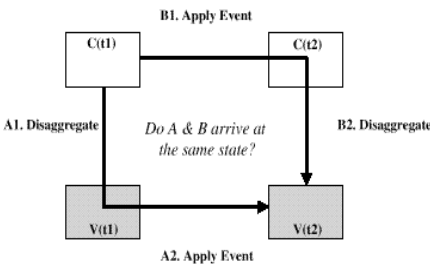 B1. Apply Event
C(t1)
C(t2)
A1. Disaggregate
Do A & B arrive at
the same state?
B2. Disaggregate
V(t1)
V(t2)
A2. Apply Event